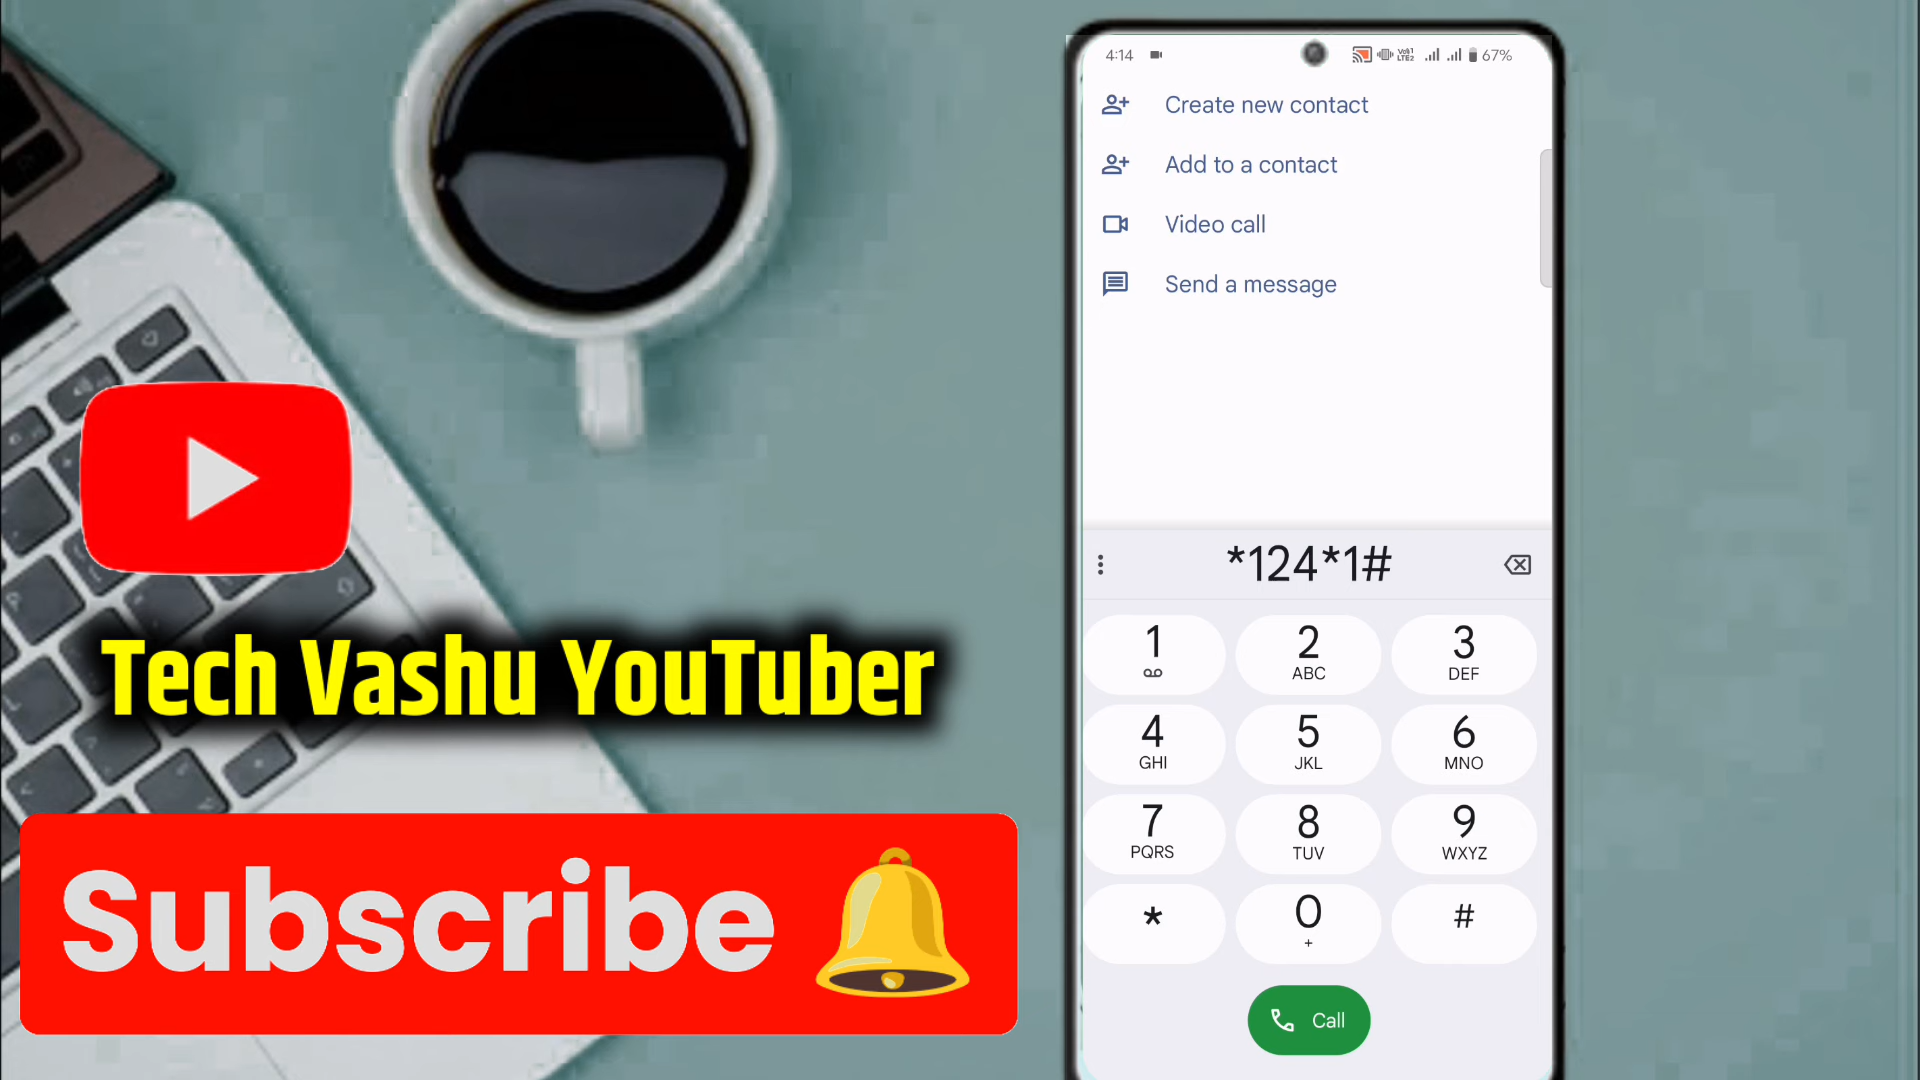 4:14
67%
Create new contact
Add to a contact
Video call
Send a message
*124*1#
1
2
ABC
3
DEF
4
GHI
5
JKL
6
MNO
7
PQRS
8
TUV
9
WXYZ
*
0
+
#
Call
Tech Vashu YouTuber
Subscribe